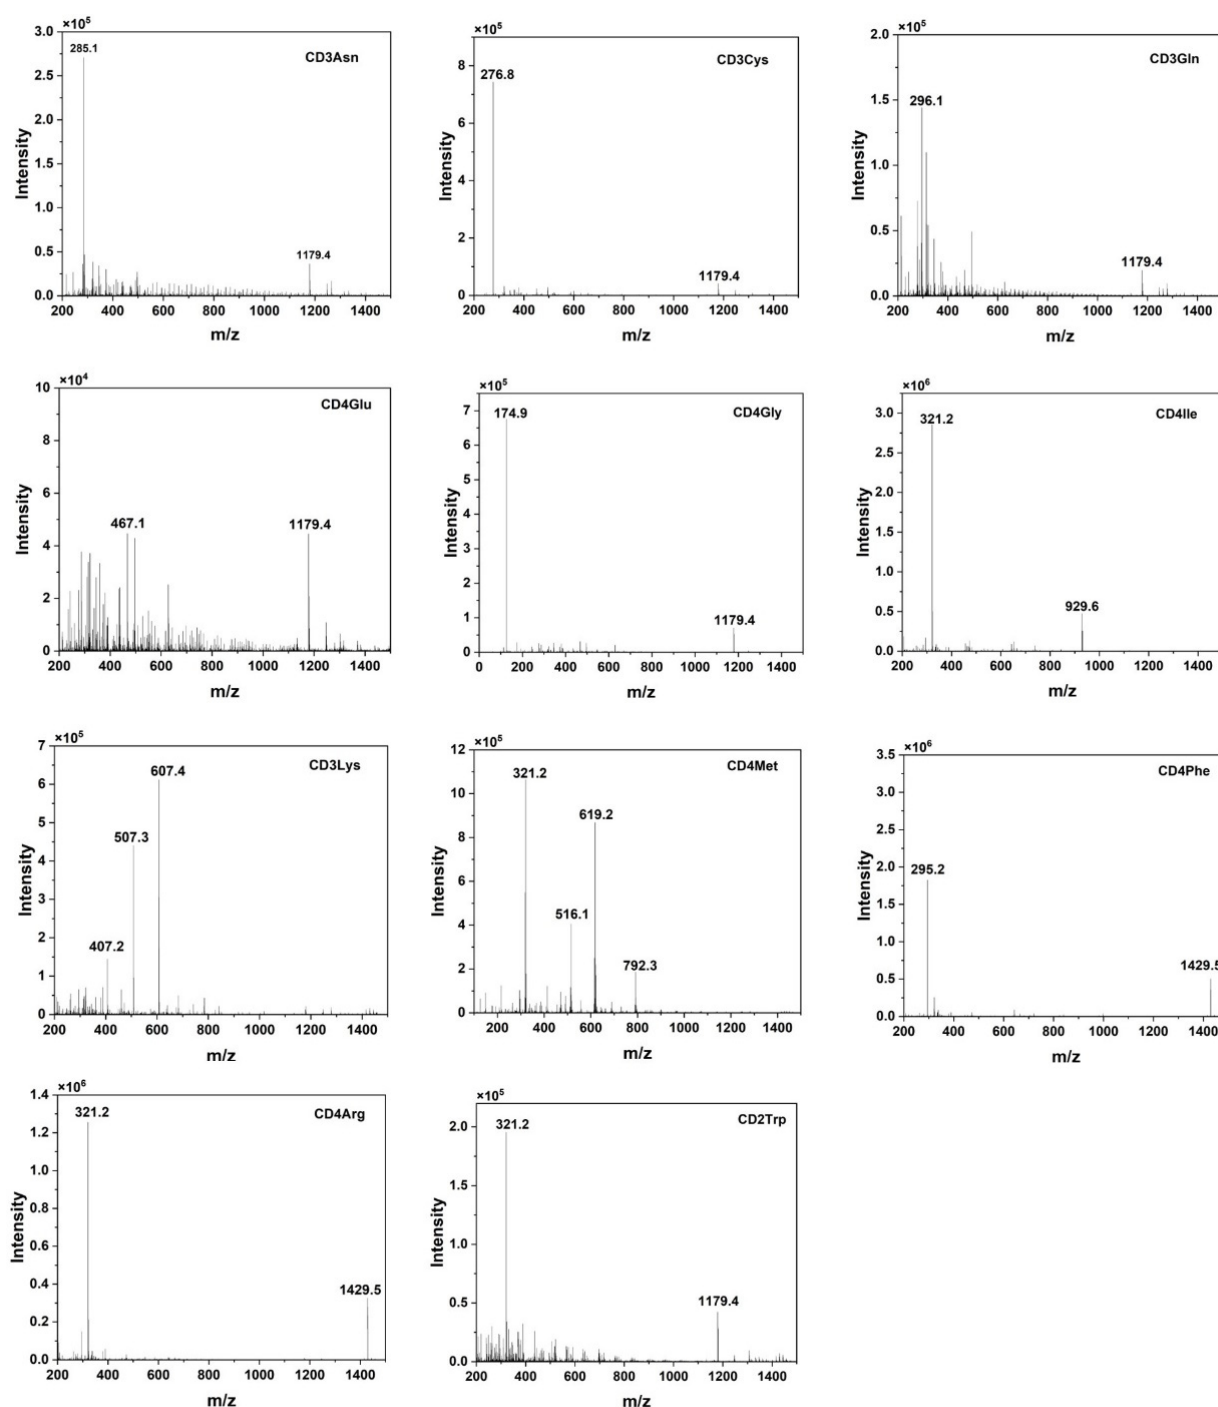 ×10⁵
3.0
2.5
2.0
1.5
1.0
0.5
0.0
200 400 600 800 1000 1200 1400
Intensity
m/z
285.1
1179.4
CD3Asn
×10⁵
8
6
4
2
0
200 400 600 800 1000 1200 1400
Intensity
m/z
276.8
1179.4
CD3Cys
×10⁵
2.0
1.5
1.0
0.5
0.0
200 400 600 800 1000 1200 1400
Intensity
m/z
296.1
1179.4
CD3Gln
×10⁴
10
8
6
4
2
0
200 400 600 800 1000 1200 1400
Intensity
m/z
467.1
1179.4
CD4Glu
×10⁵
7
6
5
4
3
2
1
0
0 200 400 600 800 1000 1200 1400
Intensity
m/z
174.9
1179.4
CD4Gly
×10⁶
3.0
2.5
2.0
1.5
1.0
0.5
0.0
200 400 600 800 1000 1200 1400
Intensity
m/z
321.2
929.6
CD4Ile
×10⁵
7
6
5
4
3
2
1
0
200 400 600 800 1000 1200 1400
Intensity
m/z
407.2
507.3
607.4
CD3Lys
×10⁵
12
10
8
6
4
2
0
200 400 600 800 1000 1200 1400
Intensity
m/z
321.2
516.1
619.2
792.3
CD4Met
×10⁶
3.5
3.0
2.5
2.0
1.5
1.0
0.5
0.0
200 400 600 800 1000 1200 1400
Intensity
m/z
295.2
1429.5
CD4Phe
×10⁶
1.4
1.2
1.0
0.8
0.6
0.4
0.2
0.0
200 400 600 800 1000 1200 1400
Intensity
m/z
321.2
1429.5
CD4Arg
×10⁵
2.0
1.5
1.0
0.5
0.0
200 400 600 800 1000 1200 1400
Intensity
m/z
321.2
1179.4
CD2Trp